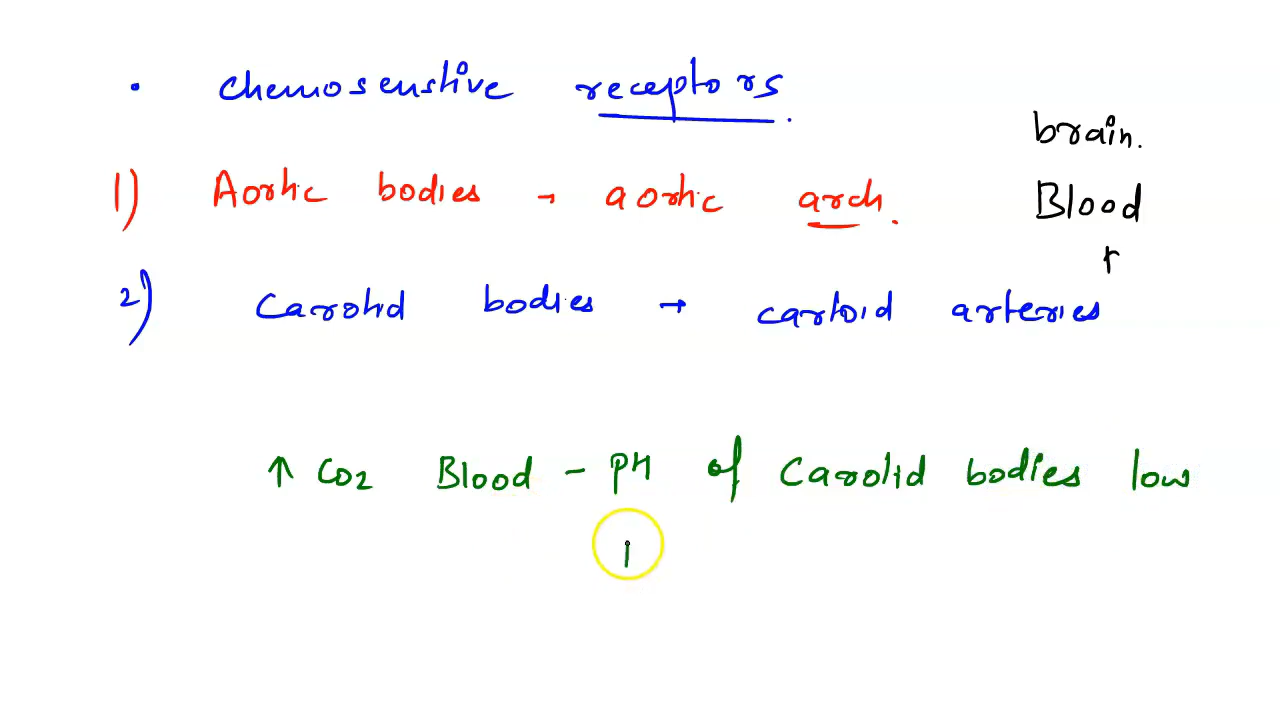 • Chemosenstive receptors.
brain.
1) Aortic bodies - aortic arch.
Blood
r
2) Carotid bodies → cartoid arteries
↑ CO2 Blood - PH of Carotid bodies low